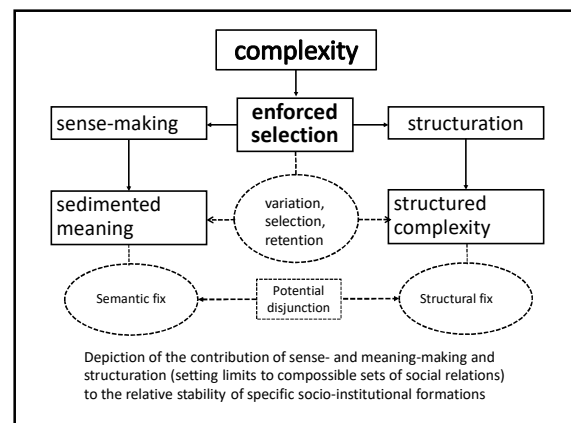 complexity
enforced
selection
sense-making
structuration
variation,
selection,
retention
sedimented
meaning
structured
complexity
Semantic fix
Potential
disjunction
Structural fix
Depiction of the contribution of sense- and meaning-making and
structuration (setting limits to compossible sets of social relations)
to the relative stability of specific socio-institutional formations